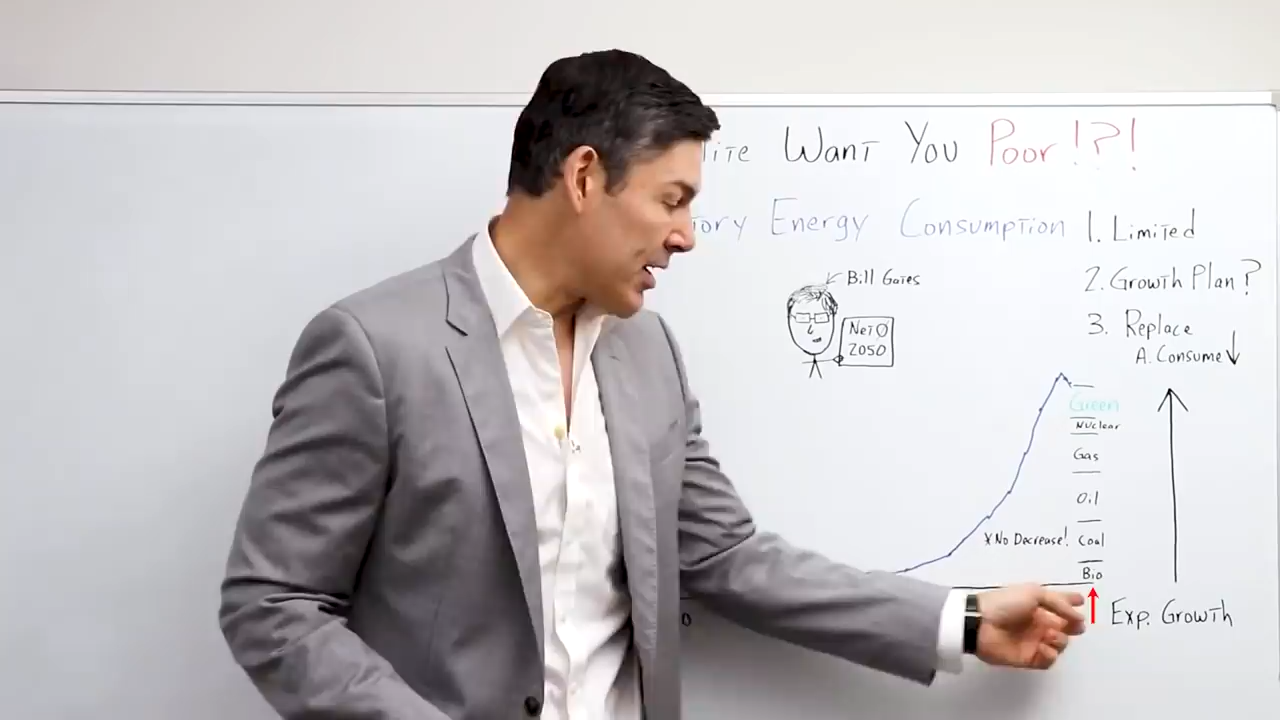 Want You Poor!?!
Energy Consumption
1. Limited
2. Growth Plan?
3. Replace
A. Consume ↓
Bill Gates
Net 0
2050
Green
Nuclear
Gas
Oil
x No Decrease!
Coal
Bio
Exp. Growth